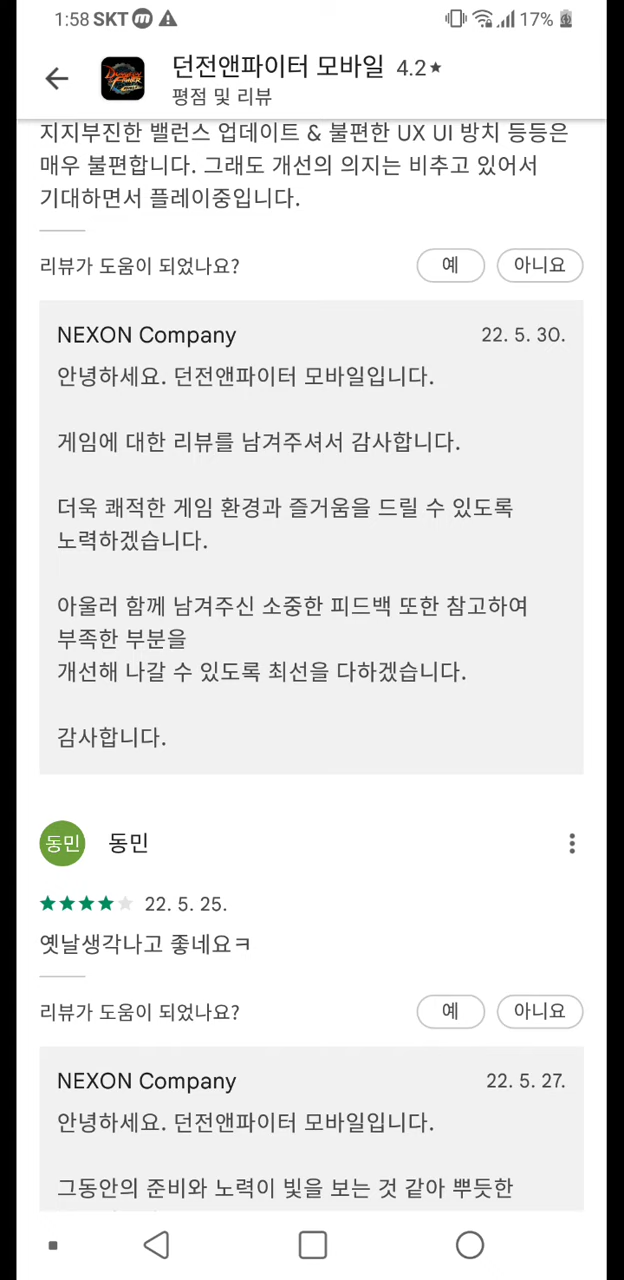 1:58 SKT 17%
던전앤파이터 모바일 4.2★
평점 및 리뷰
지지부진한 밸런스 업데이트 & 불편한 UX UI 방치 등등은
매우 불편합니다. 그래도 개선의 의지는 비추고 있어서
기대하면서 플레이중입니다.
리뷰가 도움이 되었나요? 예 아니요
NEXON Company 22. 5. 30.
안녕하세요. 던전앤파이터 모바일입니다.
게임에 대한 리뷰를 남겨주셔서 감사합니다.
더욱 쾌적한 게임 환경과 즐거움을 드릴 수 있도록
노력하겠습니다.
아울러 함께 남겨주신 소중한 피드백 또한 참고하여
부족한 부분을
개선해 나갈 수 있도록 최선을 다하겠습니다.
감사합니다.
동민 동민
22. 5. 25.
옛날생각나고 좋네요ㅋ
리뷰가 도움이 되었나요? 예 아니요
NEXON Company 22. 5. 27.
안녕하세요. 던전앤파이터 모바일입니다.
그동안의 준비와 노력이 빛을 보는 것 같아 뿌듯한